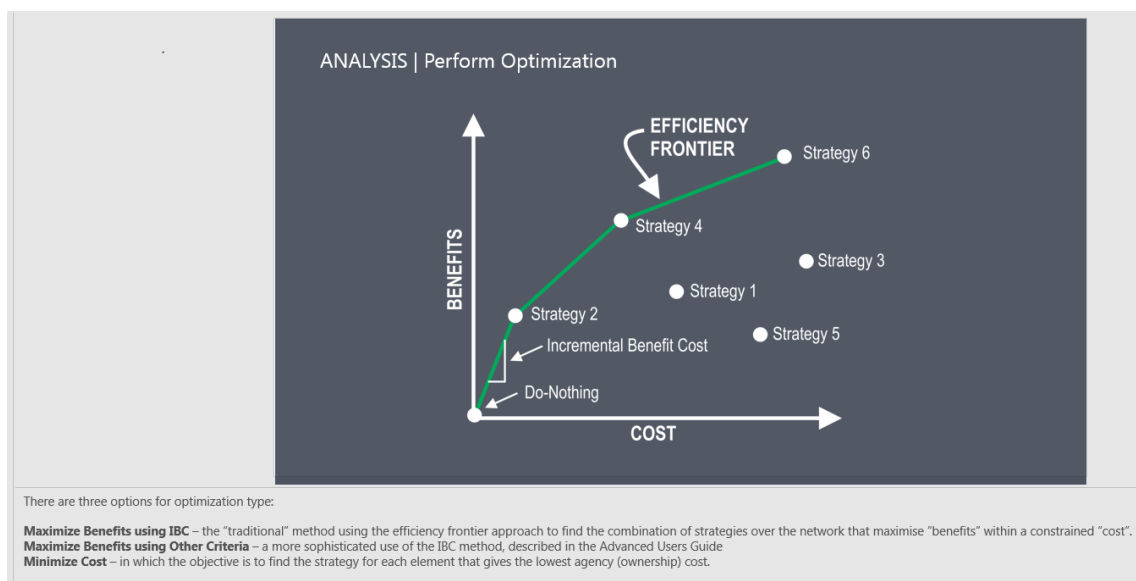 ANALYSIS | Perform Optimization
EFFICIENCY
FRONTIER
Strategy 6
Strategy 4
Strategy 3
Strategy 1
Strategy 2
Strategy 5
BENEFITS
Incremental Benefit Cost
Do-Nothing
COST
There are three options for optimization type:
Maximize Benefits using IBC – the “traditional” method using the efficiency frontier approach to find the combination of strategies over the network that maximise “benefits” within a constrained “cost”.
Maximize Benefits using Other Criteria – a more sophisticated use of the IBC method, described in the Advanced Users Guide
Minimize Cost – in which the objective is to find the strategy for each element that gives the lowest agency (ownership) cost.